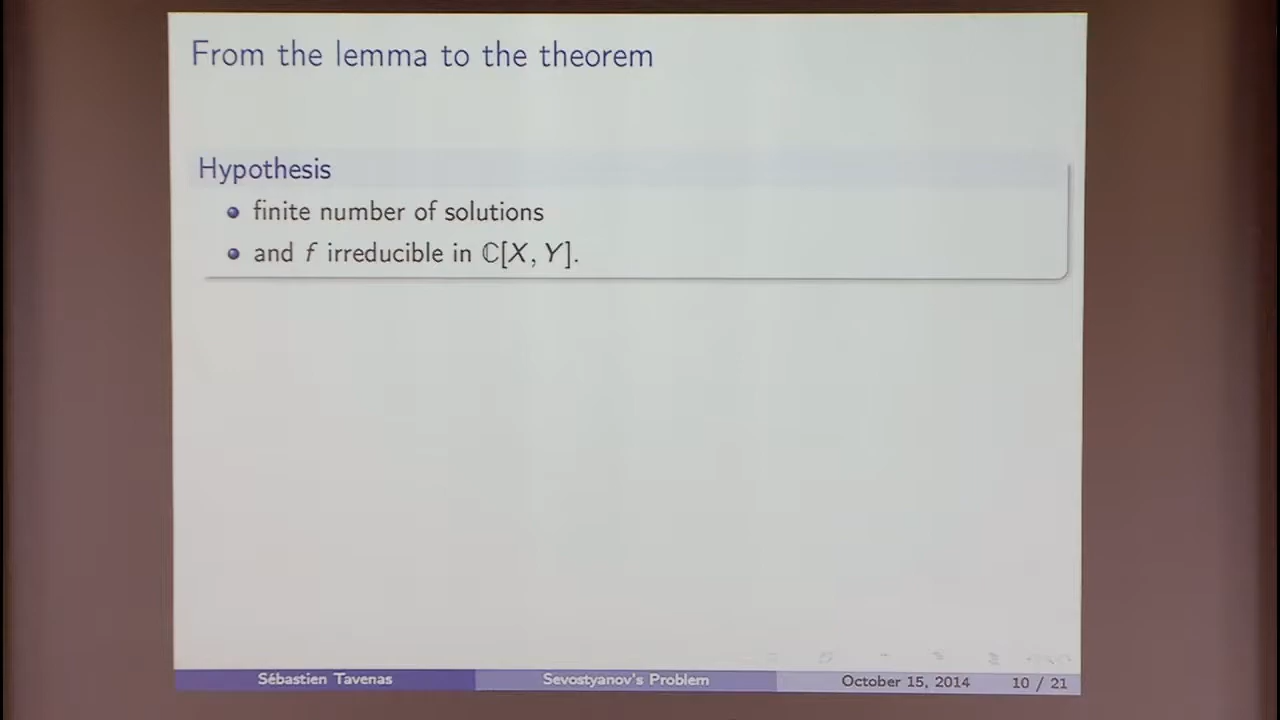 From the lemma to the theorem
Hypothesis
finite number of solutions
and f irreducible in ℂ[X, Y].
Sébastien Tavenas Sevostyanov's Problem October 15, 2014 10 / 21